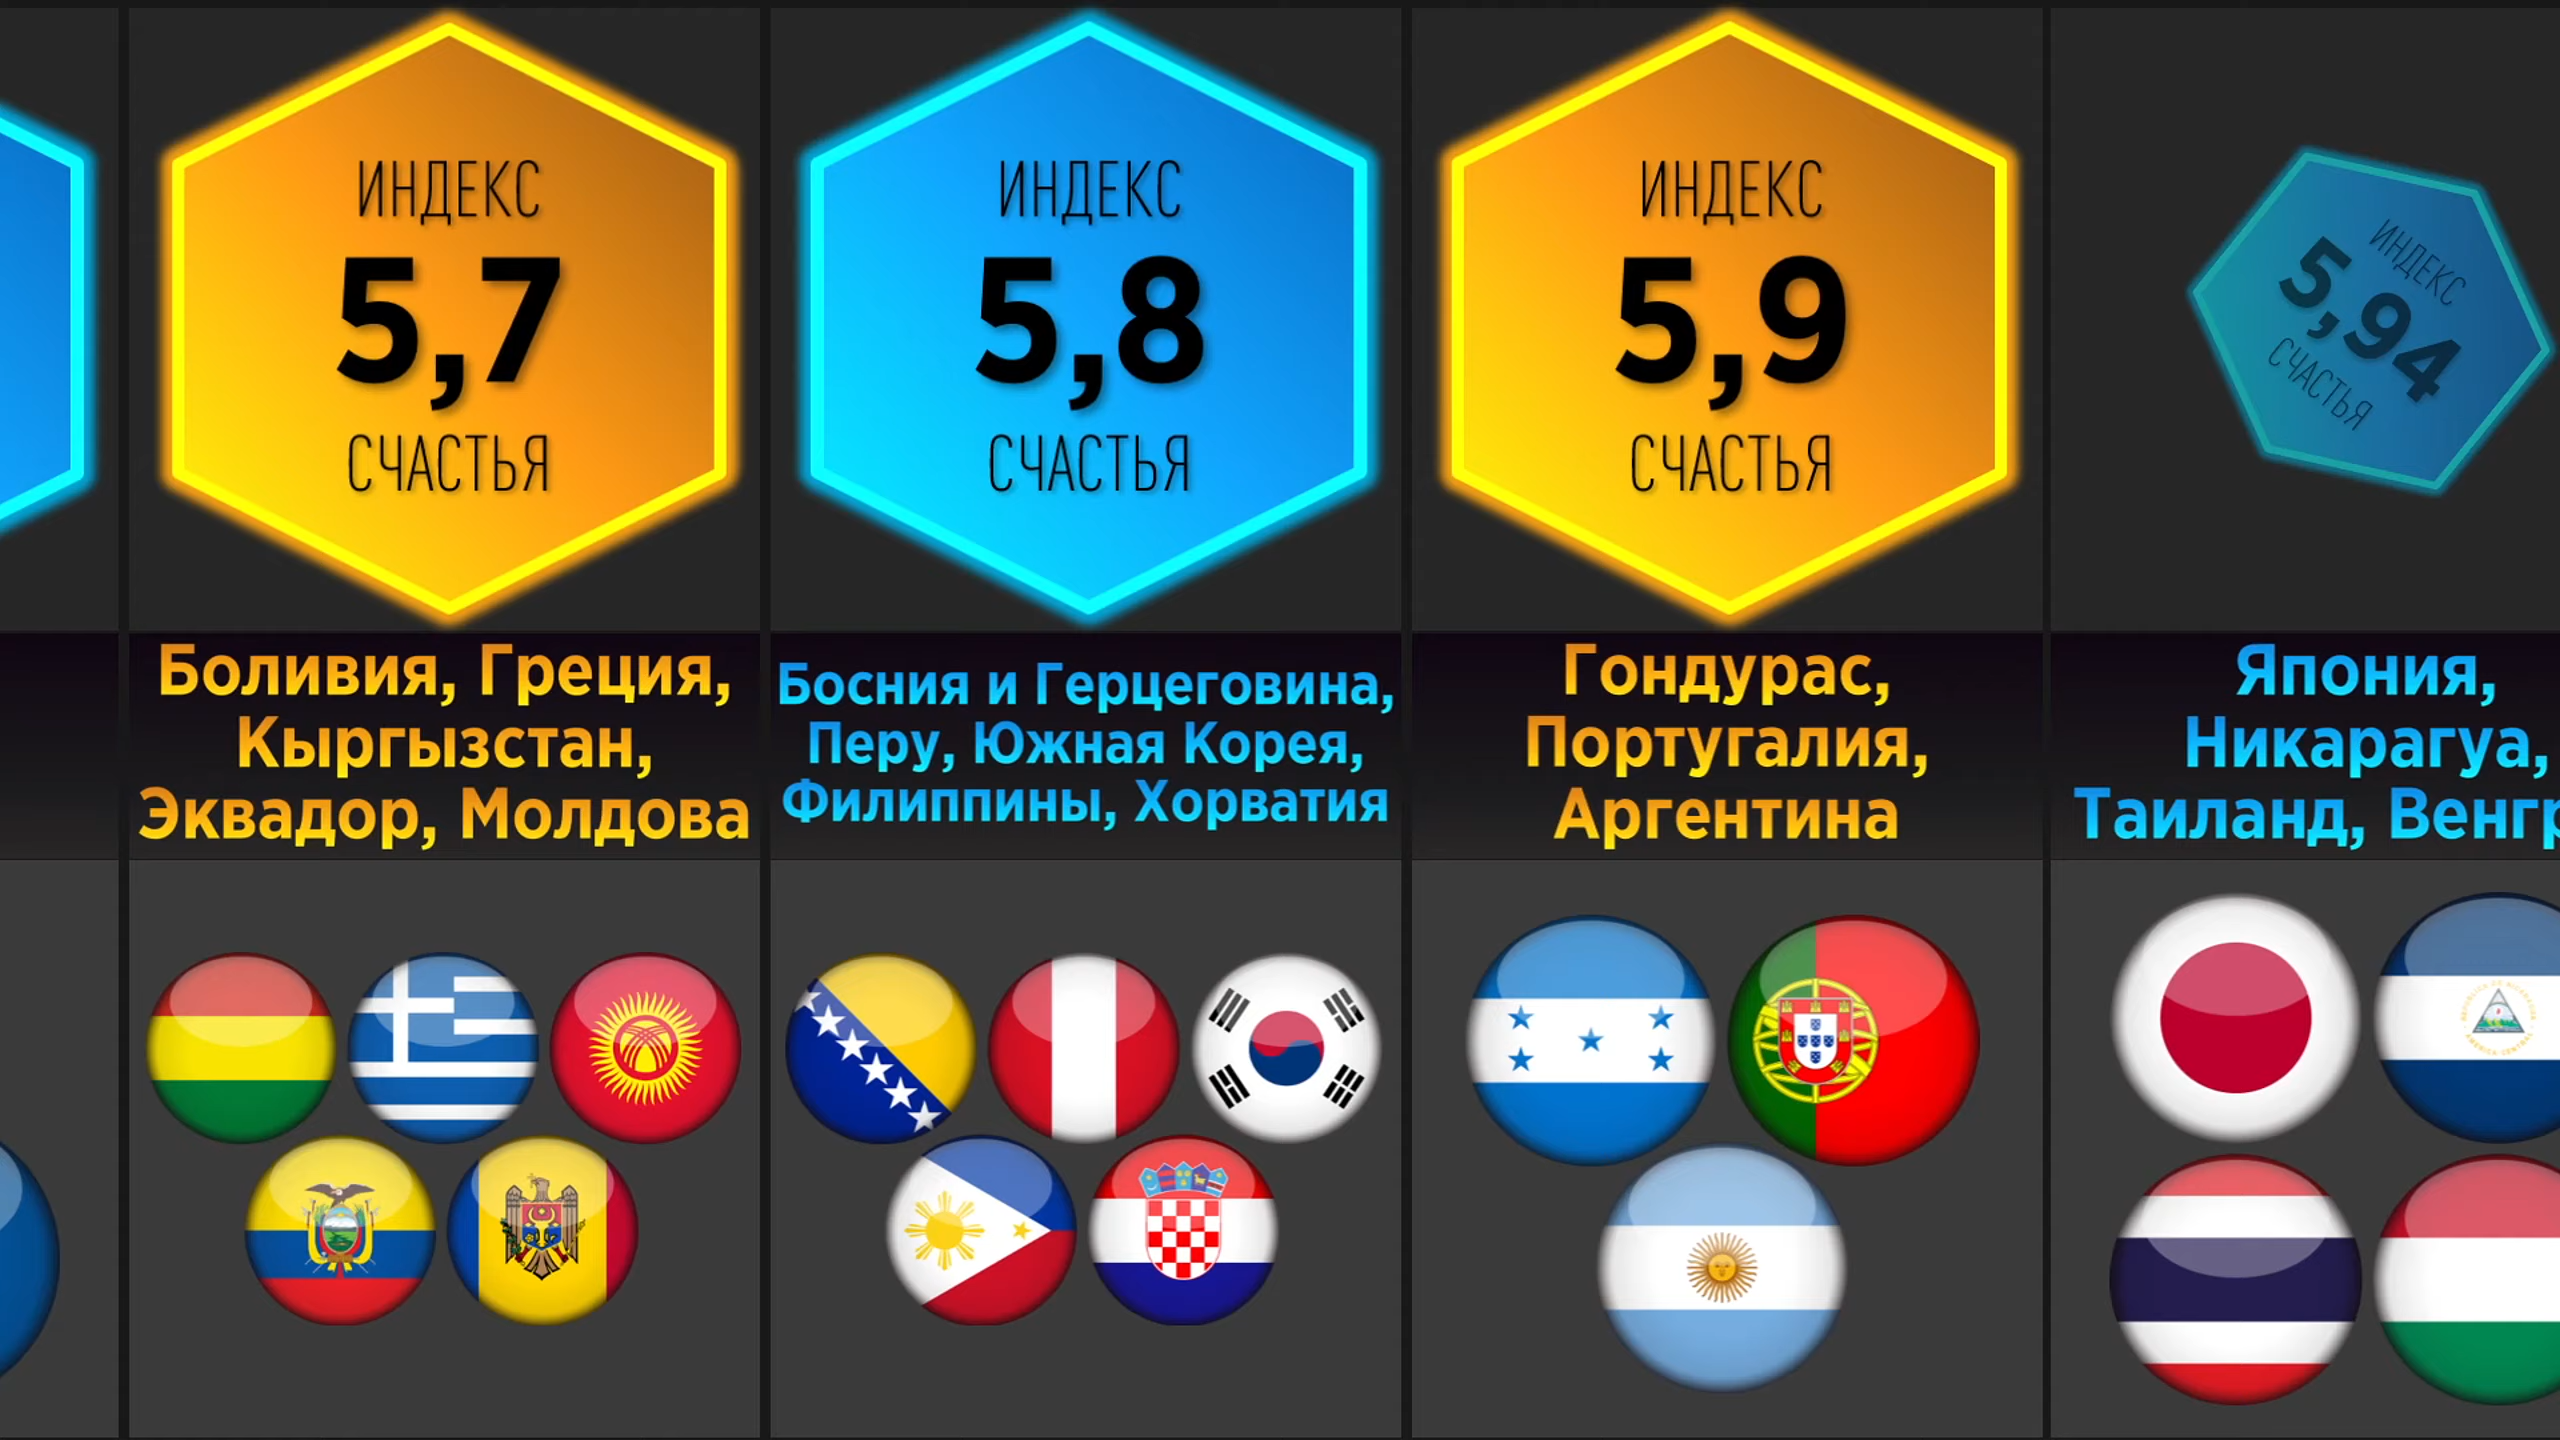 ИНДЕКС
5,7
СЧАСТЬЯ
Боливия, Греция,
Кыргызстан,
Эквадор, Молдова
ИНДЕКС
5,8
СЧАСТЬЯ
Босния и Герцеговина,
Перу, Южная Корея,
Филиппины, Хорватия
ИНДЕКС
5,9
СЧАСТЬЯ
Гондурас,
Португалия,
Аргентина
ИНДЕКС
5,94
СЧАСТЬЯ
Япония,
Никарагуа,
Таиланд,